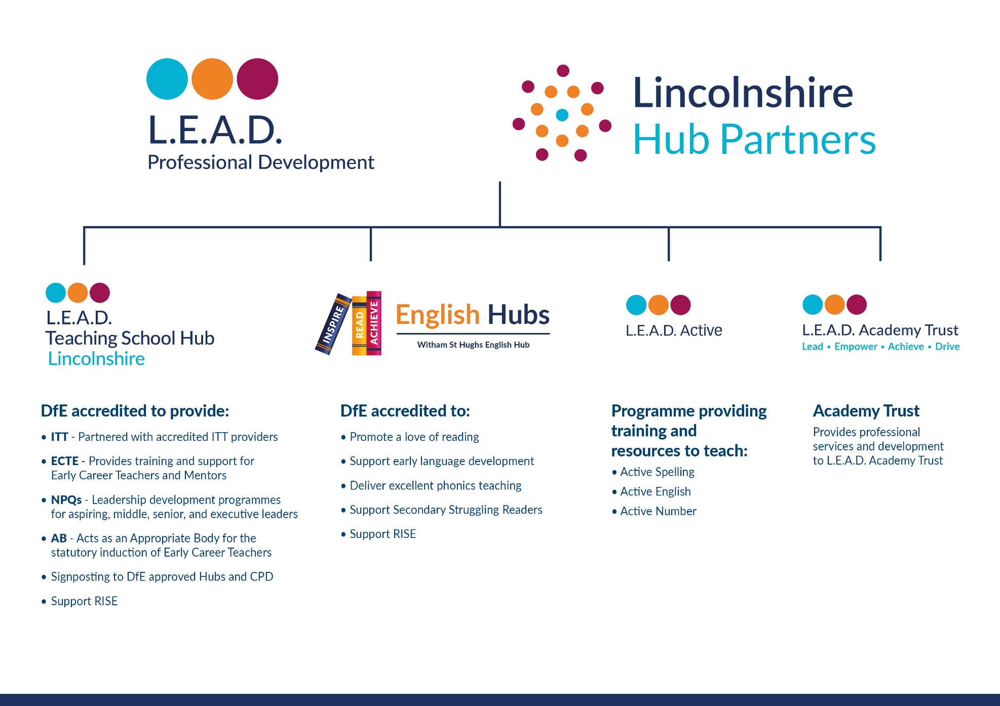 L.E.A.D.
Professional Development
Lincolnshire
Hub Partners
L.E.A.D.
Teaching School Hub
Lincolnshire
INSPIRE
READ
ACHIEVE
English Hubs
Witham St Hughs English Hub
L.E.A.D. Active
L.E.A.D. Academy Trust
Lead • Empower • Achieve • Drive
DfE accredited to provide:
• ITT - Partnered with accredited ITT providers
• ECTE - Provides training and support for
Early Career Teachers and Mentors
• NPQs - Leadership development programmes
for aspiring, middle, senior, and executive leaders
• AB - Acts as an Appropriate Body for the
statutory induction of Early Career Teachers
• Signposting to DfE approved Hubs and CPD
• Support RISE
DfE accredited to:
• Promote a love of reading
• Support early language development
• Deliver excellent phonics teaching
• Support Secondary Struggling Readers
• Support RISE
Programme providing
training and
resources to teach:
• Active Spelling
• Active English
• Active Number
Academy Trust
Provides professional
services and development
to L.E.A.D. Academy Trust